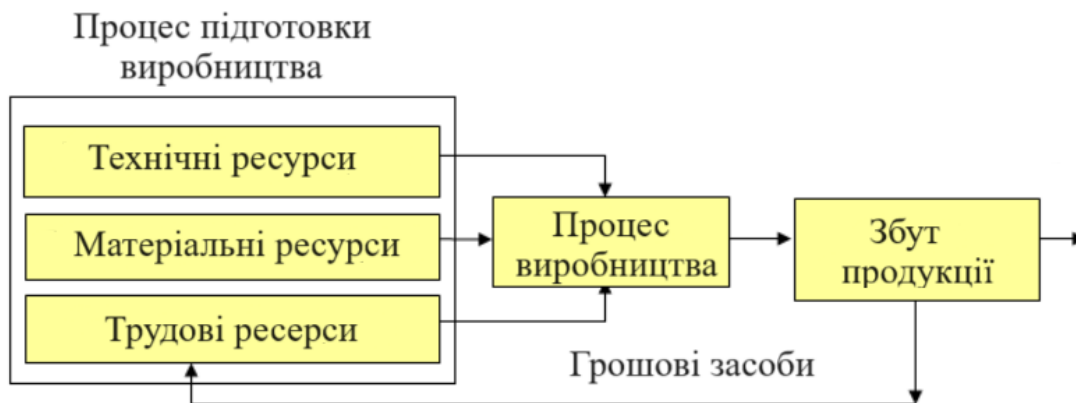 Процес підготовки
виробництва
Технічні ресурси
Матеріальні ресурси
Трудові ресерси
Процес
виробництва
Збут
продукції
Грошові засоби